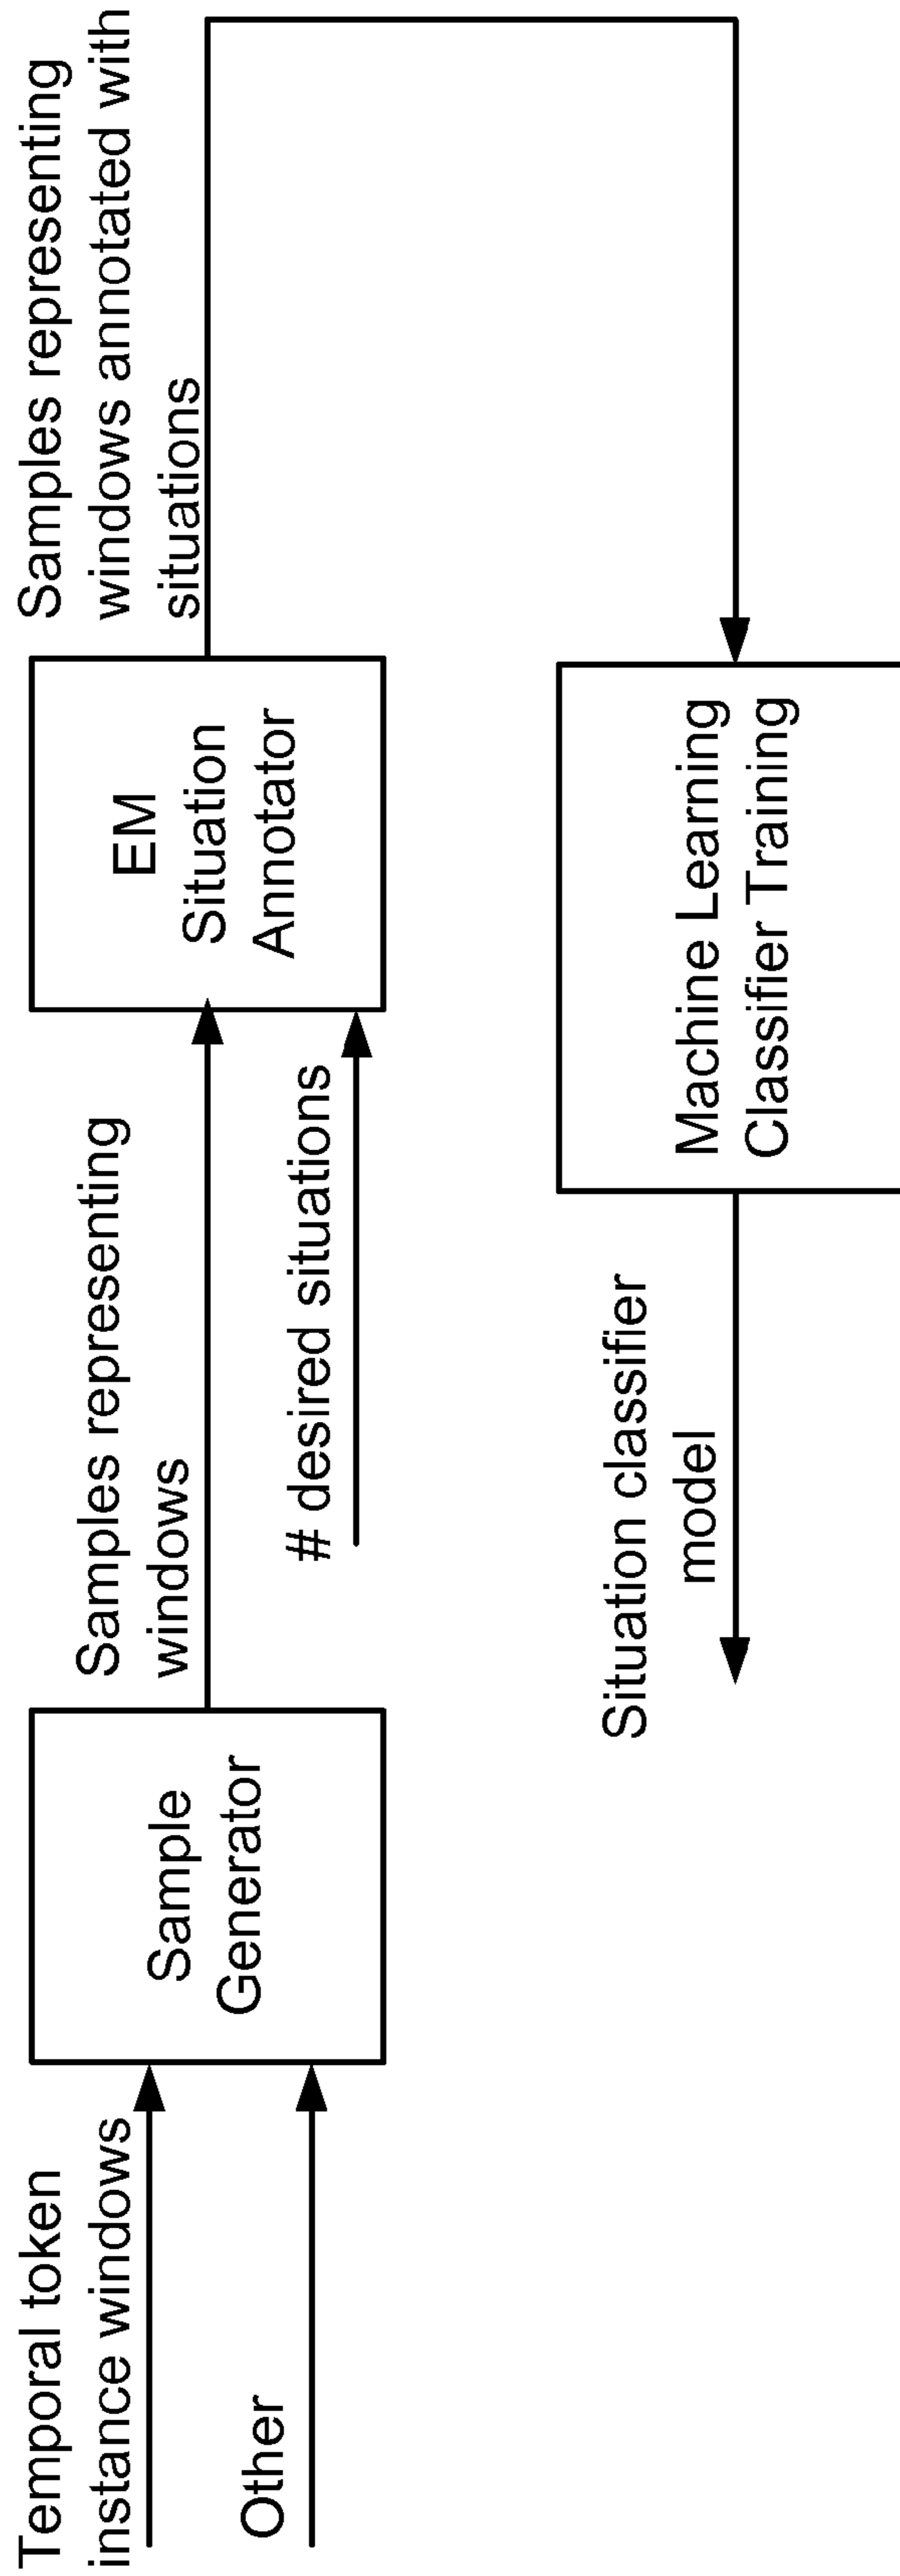 Temporal token
instance windows
Other
Sample
Generator
Samples representing
windows
# desired situations
EM
Situation
Annotator
Samples representing
windows annotated with
situations
Machine Learning
Classifier Training
Situation classifier
model